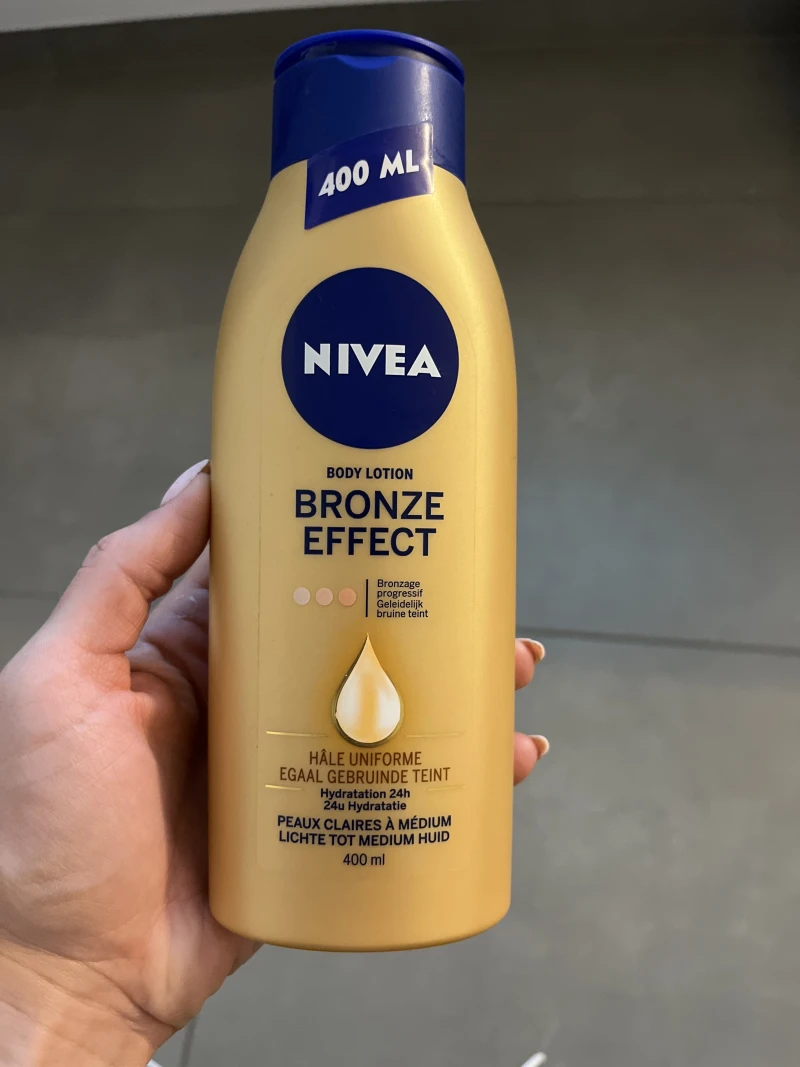 400 ML
NIVEA
BODY LOTION
BRONZE
EFFECT
Bronzage
progressif
Geleidelijk
bruine teint
HÂLE UNIFORME
EGAAL GEBRUINDE TEINT
Hydratation 24h
24u Hydratatie
PEAUX CLAIRES À MÉDIUM
LICHTE TOT MEDIUM HUID
400 ml